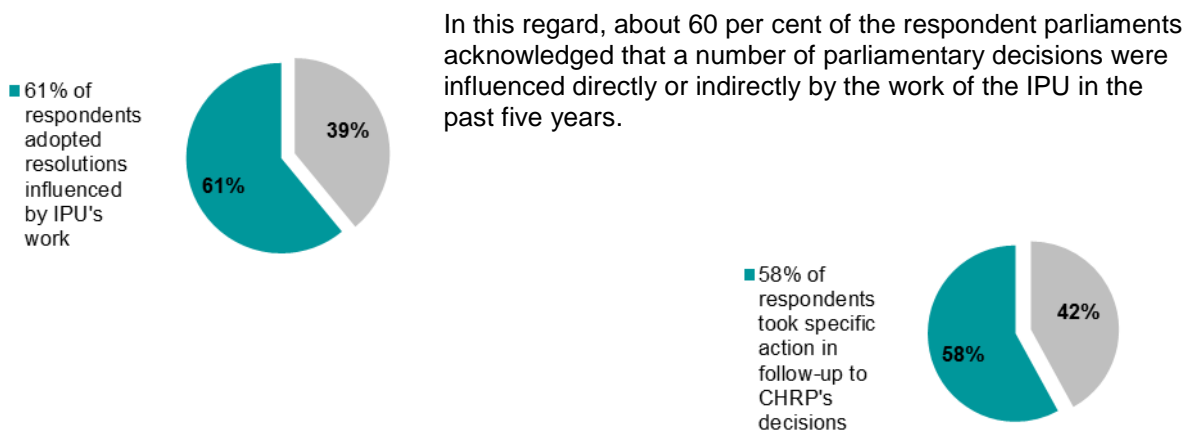 In this regard, about 60 per cent of the respondent parliaments
acknowledged that a number of parliamentary decisions were
influenced directly or indirectly by the work of the IPU in the
past five years.
61% of
respondents
adopted
resolutions
influenced
by IPU's
work
39%
61%
58% of
respondents
took specific
action in
follow-up to
CHRP's
decisions
42%
58%